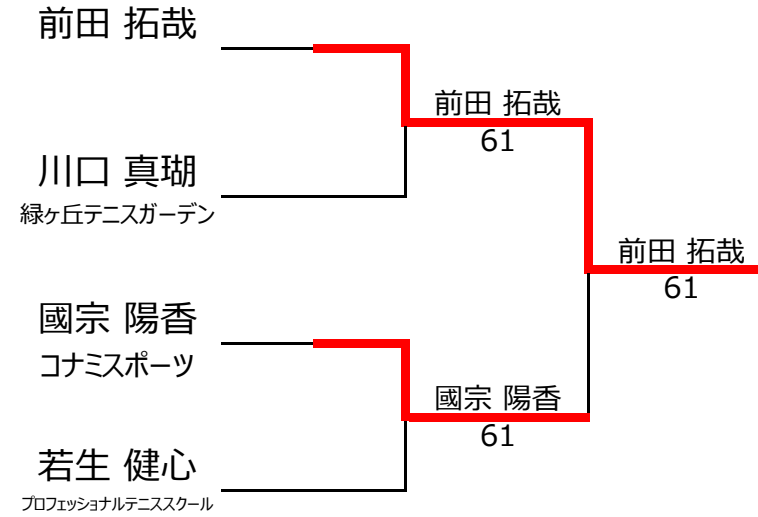 前田 拓哉
川口 真瑚
緑ヶ丘テニスガーデン
國宗 陽香
コナミスポーツ
若生 健心
プロフェッショナルテニススクール
前田 拓哉
61
國宗 陽香
61
前田 拓哉
61